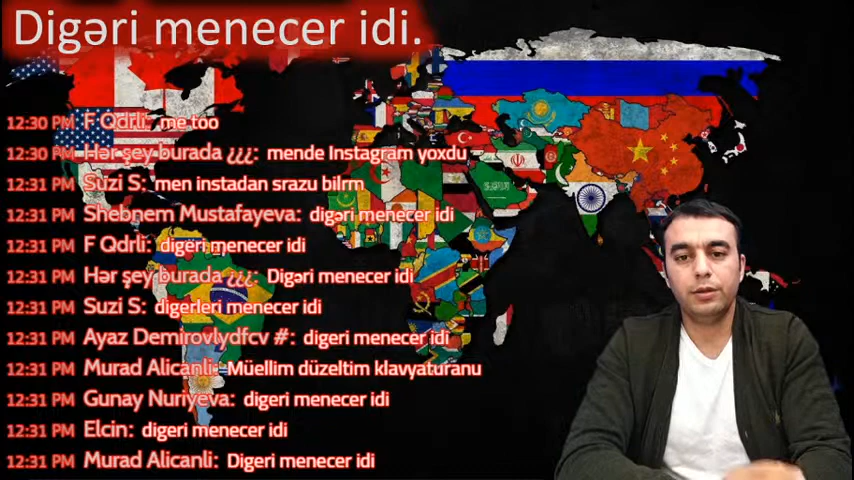 Digəri menecer idi.
12:30 PM F Qdrli: me too
12:30 PM Hər şey burada ¿¿¿: mende Instagram yoxdu
12:31 PM Suzi S: men instadan srazu bilrm
12:31 PM Shebnem Mustafayeva: digəri menecer idi
12:31 PM F Qdrli: digëri menecer idi
12:31 PM Hər şey burada ¿¿¿: Digəri menecer idi
12:31 PM Suzi S: digerleri menecer idi
12:31 PM Ayaz Demirovlydfcv #: digeri menecer idi
12:31 PM Murad Alicanli: Müellim düzeltim klavyaturanu
12:31 PM Gunay Nuriyeva: digeri menecer idi
12:31 PM Elcin: digeri menecer idi
12:31 PM Murad Alicanli: Digeri menecer idi